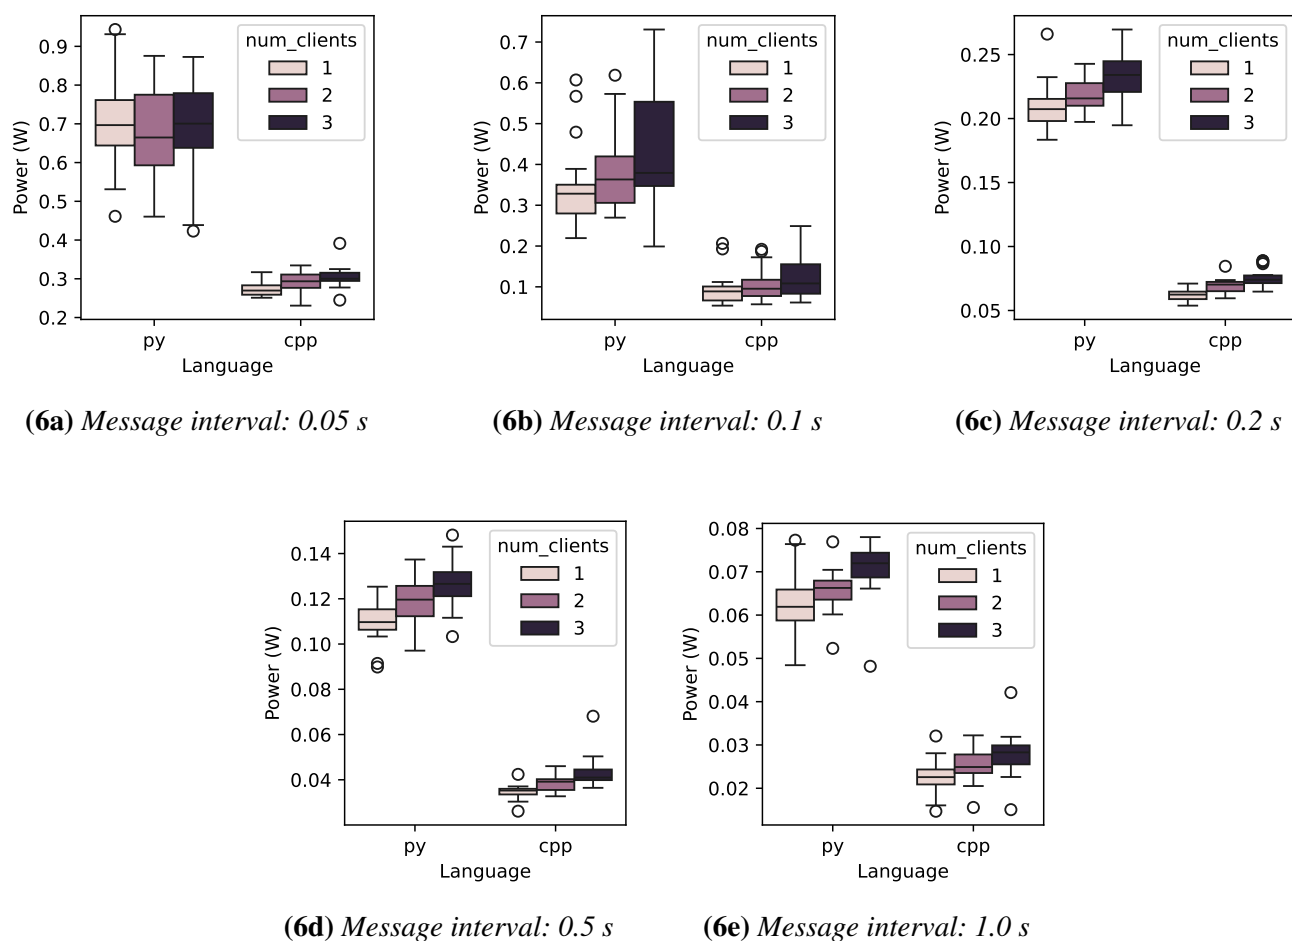 num_clients
1
2
3
0.9
0.8
0.7
0.6
0.5
0.4
0.3
0.2
Power (W)
py cpp
Language
(6a) Message interval: 0.05 s
num_clients
1
2
3
0.7
0.6
0.5
0.4
0.3
0.2
0.1
Power (W)
py cpp
Language
(6b) Message interval: 0.1 s
num_clients
1
2
3
0.25
0.20
0.15
0.10
0.05
Power (W)
py cpp
Language
(6c) Message interval: 0.2 s
num_clients
1
2
3
0.14
0.12
0.10
0.08
0.06
0.04
Power (W)
py cpp
Language
(6d) Message interval: 0.5 s
num_clients
1
2
3
0.08
0.07
0.06
0.05
0.04
0.03
0.02
Power (W)
py cpp
Language
(6e) Message interval: 1.0 s